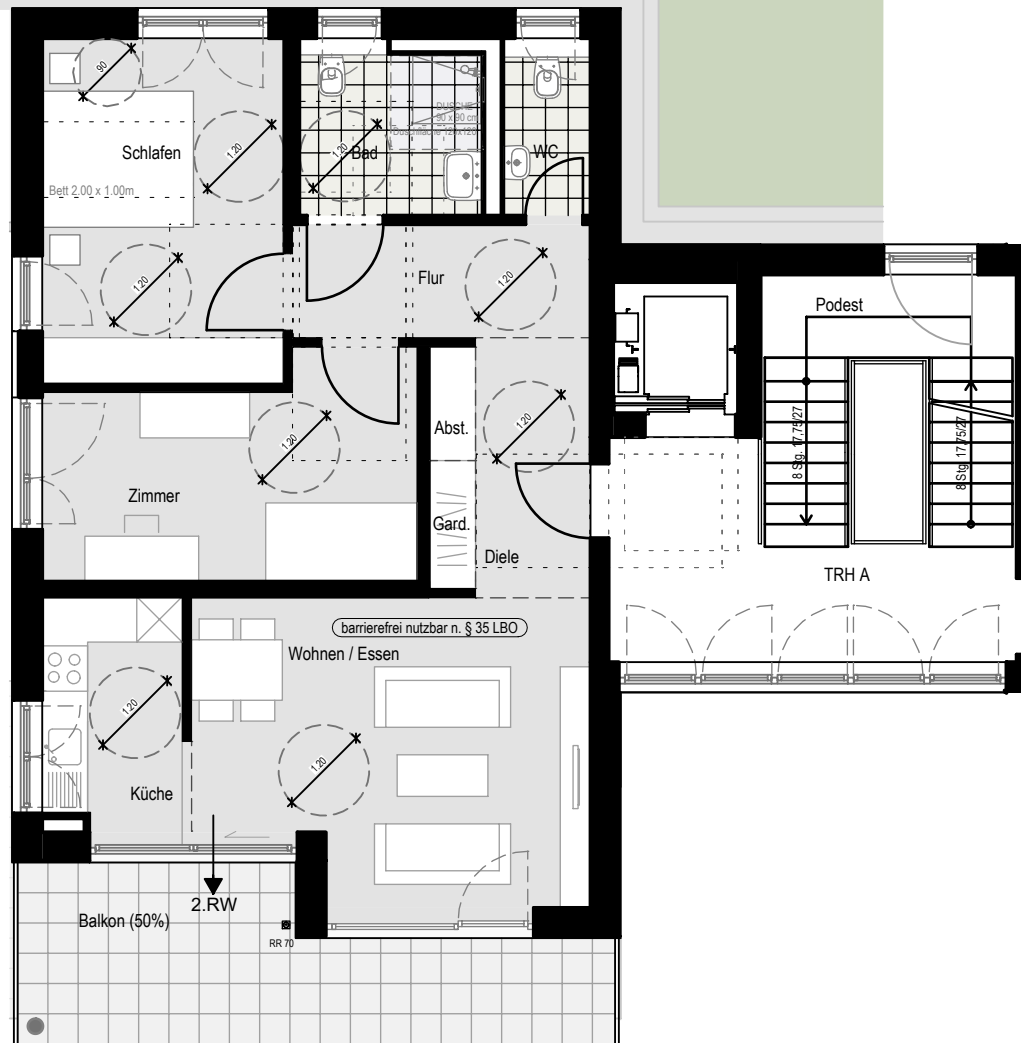 90
1.20
Schlafen
Bett 2.00 x 1.00m
1.20
1.20
Bad
DUSCHE
90 x 90 cm
Duschfläche 120x120
WC
Flur
1.20
Podest
8 Stg. 17,75/27
8 Stg. 17,75/27
TRH A
Abst.
1.20
Gard.
Diele
1.20
Zimmer
barrierefrei nutzbar n. § 35 LBO
Wohnen / Essen
1.20
1.20
Küche
2.RW
Balkon (50%)
RR 70